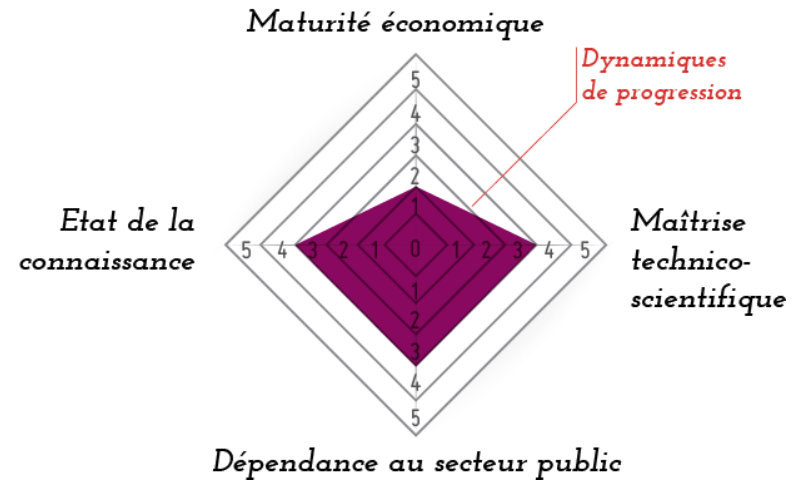 Maturité économique
Dynamiques
de progression
5
4
3
2
1
Etat de la
connaissance
5 4 3 2 1 0 1 2 3 4 5
Maîtrise
technico-
scientifique
1
2
3
4
5
Dépendance au secteur public